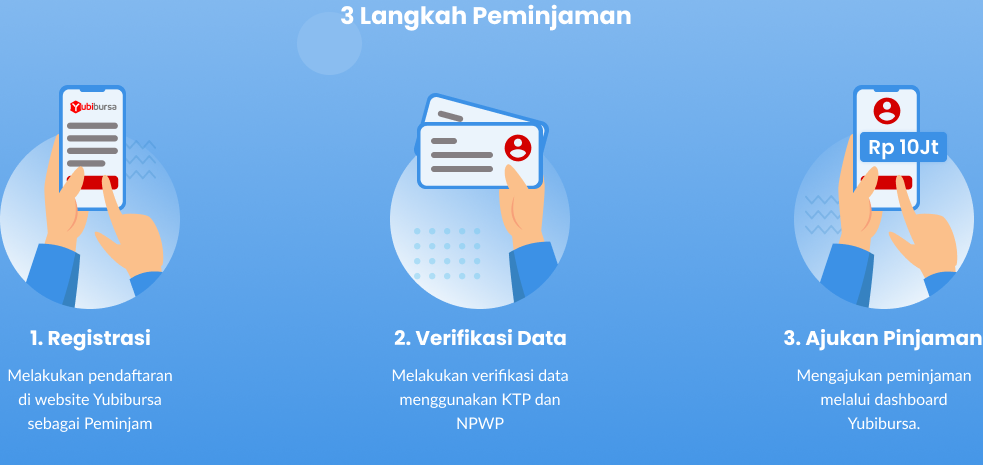 3 Langkah Peminjaman
Yubibursa
Rp 10Jt
1. Registrasi
Melakukan pendaftaran
di website Yubibursa
sebagai Peminjam
2. Verifikasi Data
Melakukan verifikasi data
menggunakan KTP dan
NPWP
3. Ajukan Pinjaman
Mengajukan peminjaman
melalui dashboard
Yubibursa.